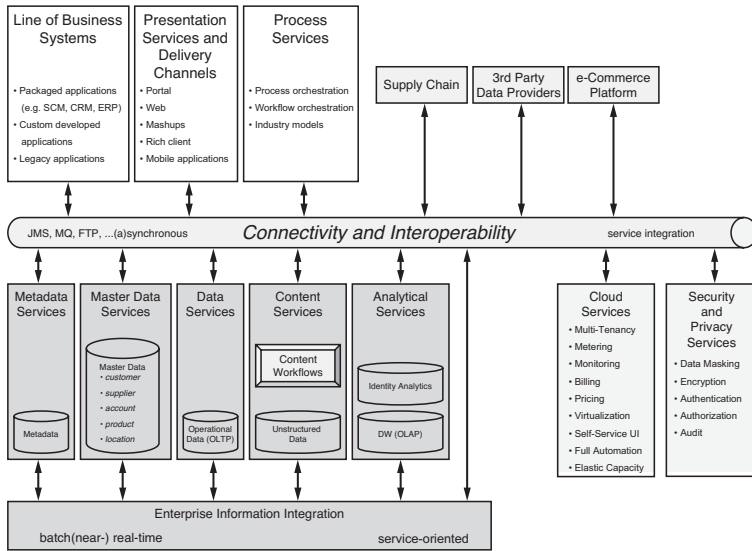 Line of Business
Systems
• Packaged applications
(e.g. SCM, CRM, ERP)
• Custom developed
applications
• Legacy applications
Presentation
Services and
Delivery
Channels
• Portal
• Web
• Mashups
• Rich client
• Mobile applications
Process
Services
• Process orchestration
• Workflow orchestration
• Industry models
Supply Chain
3rd Party
Data Providers
e-Commerce
Platform
JMS, MQ, FTP, ...(a)synchronous
Connectivity and Interoperability
service integration
Metadata
Services
Metadata
Master Data
Services
Master Data
• customer
• supplier
• account
• product
• location
Data
Services
Operational
Data (OLTP)
Content
Services
Content
Workflows
Unstructured
Data
Analytical
Services
Identity Analytics
DW (OLAP)
Cloud
Services
• Multi-Tenancy
• Metering
• Monitoring
• Billing
• Pricing
• Virtualization
• Self-Service UI
• Full Automation
• Elastic Capacity
Security
and
Privacy
Services
• Data Masking
• Encryption
• Authentication
• Authorization
• Audit
Enterprise Information Integration
batch(near-) real-time
service-oriented